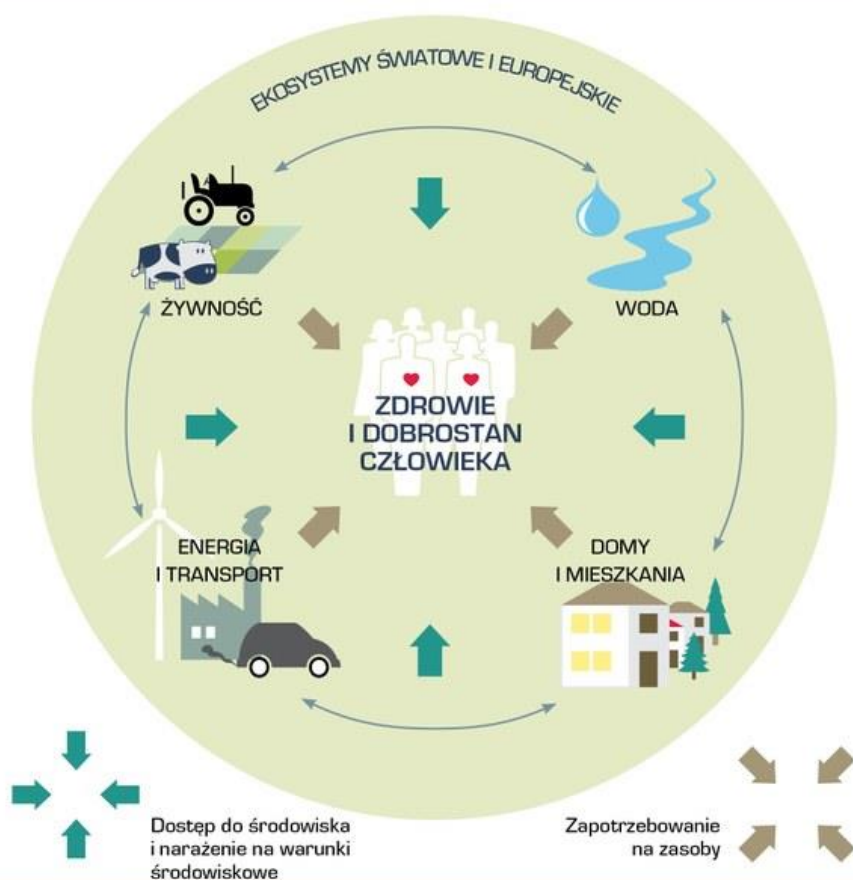 EKOSYSTEMY ŚWIATOWE I EUROPEJSKIE
ŻYWNOŚĆ
WODA
ZDROWIE
I DOBROSTAN
CZŁOWIEKA
ENERGIA
I TRANSPORT
DOMY
I MIESZKANIA
Dostęp do środowiska
i narażenie na warunki
środowiskowe
Zapotrzebowanie
na zasoby